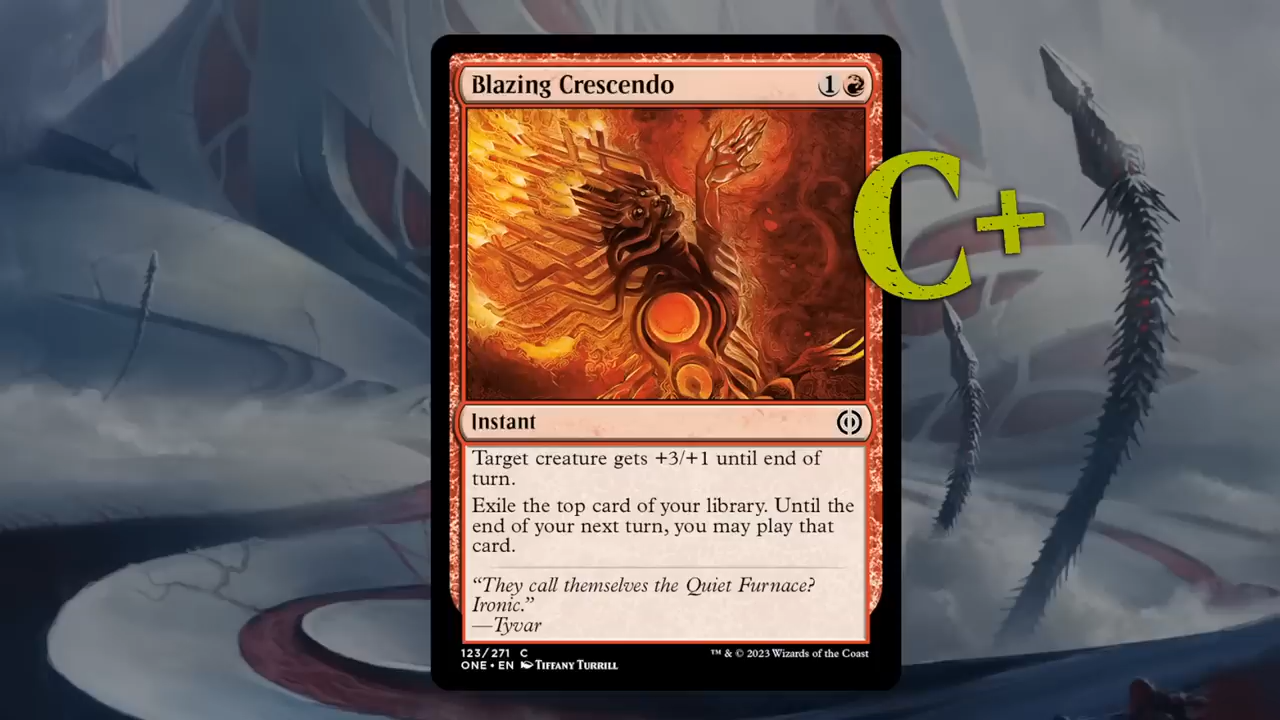 Blazing Crescendo 1
C+
Instant
Target creature gets +3/+1 until end of
turn.
Exile the top card of your library. Until the
end of your next turn, you may play that
card.
“They call themselves the Quiet Furnace?
Ironic.”
—Tyvar
123/271 C
ONE • EN TIFFANY TURRILL
™ & © 2023 Wizards of the Coast